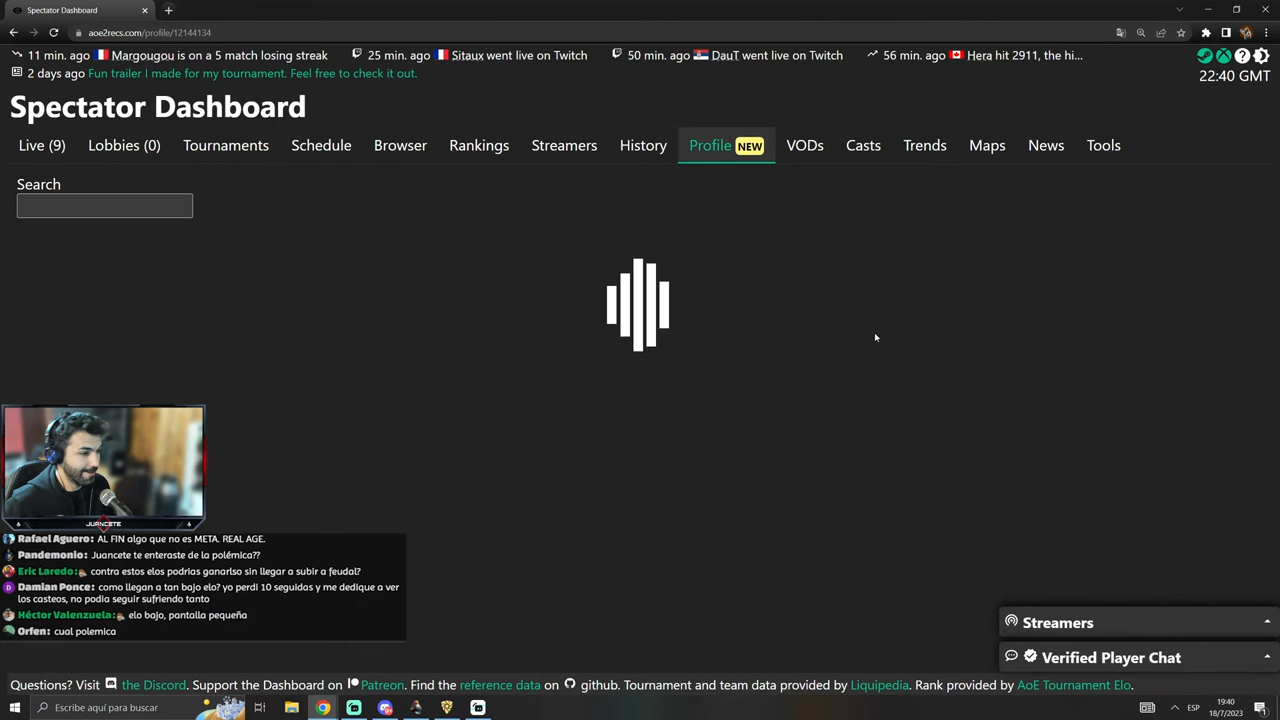 Spectator Dashboard
aoe2recs.com/profile/12144134
11 min. ago Margougou is on a 5 match losing streak 25 min. ago Sitaux went live on Twitch 50 min. ago DauT went live on Twitch 56 min. ago Hera hit 2911, the hi...
2 days ago Fun trailer I made for my tournament. Feel free to check it out.
22:40 GMT
Spectator Dashboard
Live (9) Lobbies (0) Tournaments Schedule Browser Rankings Streamers History Profile NEW VODs Casts Trends Maps News Tools
Search
JUANCETE
Rafael Aguero: AL FIN algo que no es META. REAL AGE.
Pandemonio: Juancete te enteraste de la polémica??
Eric Laredo: contra estos elos podrias ganarlso sin llegar a subir a feudal?
Damian Ponce: como llegan a tan bajo elo? yo perdi 10 seguidas y me dedique a ver
los casteos, no podia seguir sufriendo tanto
Héctor Valenzuela: elo bajo, pantalla pequeña
Orfen: cual polemica
Streamers
Verified Player Chat
Questions? Visit the Discord. Support the Dashboard on Patreon. Find the reference data on github. Tournament and team data provided by Liquipedia. Rank provided by AoE Tournament Elo.
Escribe aquí para buscar
ESP
19:40
18/7/2023